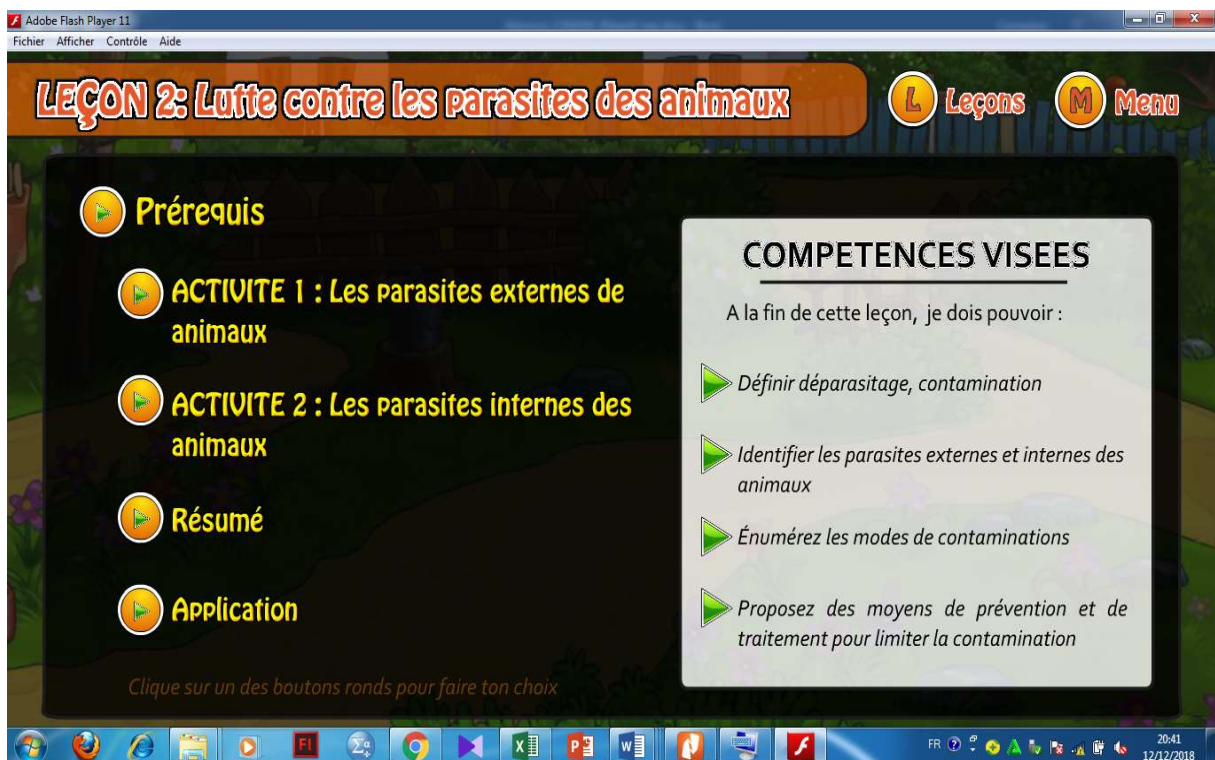 Adobe Flash Player 11
Fichier Afficher Contrôle Aide
LEÇON 2: Lutte contre les parasites des animaux
L Leçons
M Menu
Prérequis
ACTIVITE 1 : Les parasites externes de
animaux
ACTIVITE 2 : Les parasites internes des
animaux
Résumé
Application
Clique sur un des boutons ronds pour faire ton choix
COMPETENCES VISEES
A la fin de cette leçon, je dois pouvoir :
Définir déparasitage, contamination
Identifier les parasites externes et internes des
animaux
Énumérez les modes de contaminations
Proposez des moyens de prévention et de
traitement pour limiter la contamination
FR
20:41
12/12/2018